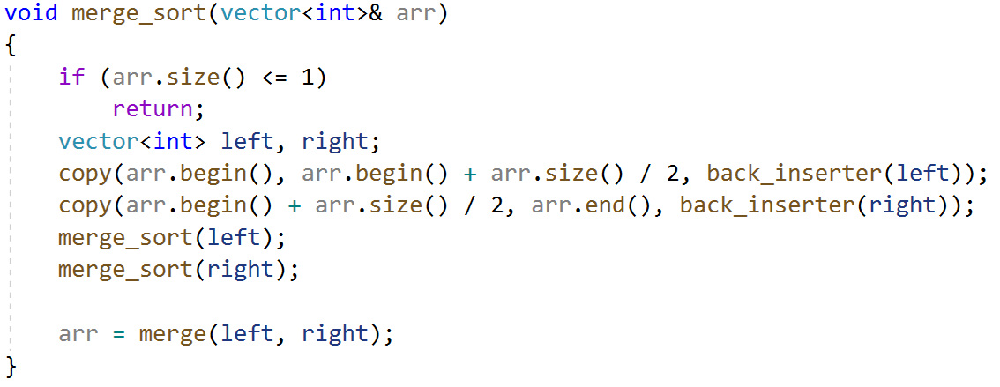 void merge_sort(vector<int>& arr)
{
    if (arr.size() <= 1)
        return;
    vector<int> left, right;
    copy(arr.begin(), arr.begin() + arr.size() / 2, back_inserter(left));
    copy(arr.begin() + arr.size() / 2, arr.end(), back_inserter(right));
    merge_sort(left);
    merge_sort(right);

    arr = merge(left, right);
}